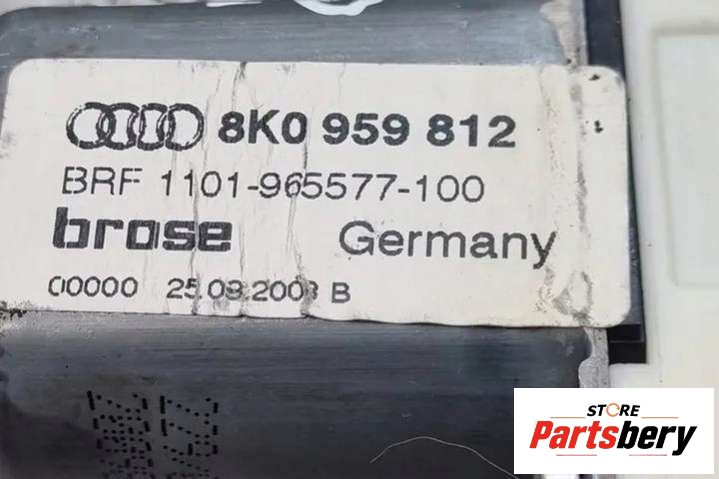 8K0 959 812
BRF 1101-965577-100
brose Germany
00000 B
STORE
Partsbery